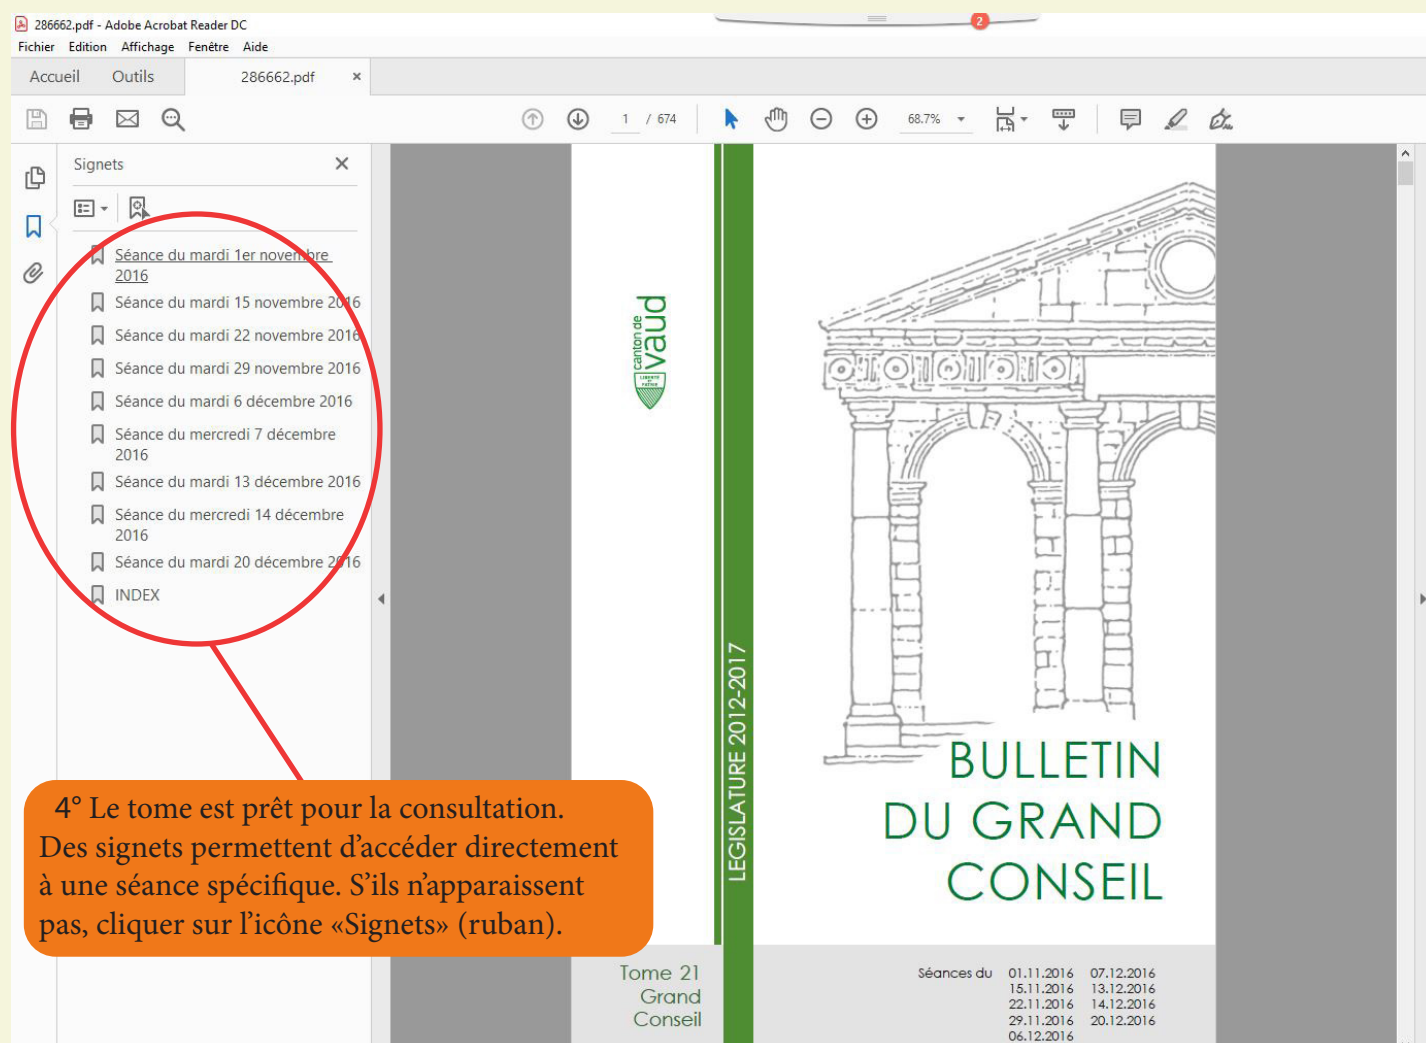 286662.pdf - Adobe Acrobat Reader DC
2
Fichier Edition Affichage Fenêtre Aide
Accueil Outils 286662.pdf ×
1 / 674 68.7%
Signets
Séance du mardi 1er novembre
2016
Séance du mardi 15 novembre 2016
Séance du mardi 22 novembre 2016
Séance du mardi 29 novembre 2016
Séance du mardi 6 décembre 2016
Séance du mercredi 7 décembre
2016
Séance du mardi 13 décembre 2016
Séance du mercredi 14 décembre
2016
Séance du mardi 20 décembre 2016
INDEX
4° Le tome est prêt pour la consultation.
Des signets permettent d’accéder directement
à une séance spécifique. S’ils n’apparaissent
pas, cliquer sur l’icône «Signets» (ruban).
canton de
vaud
LIBERTÉ
ET
PATRIE
LEGISLATURE 2012-2017
BULLETIN
DU GRAND
CONSEIL
Tome 21
Grand
Conseil
Séances du 01.11.2016 07.12.2016
15.11.2016 13.12.2016
22.11.2016 14.12.2016
29.11.2016 20.12.2016
06.12.2016